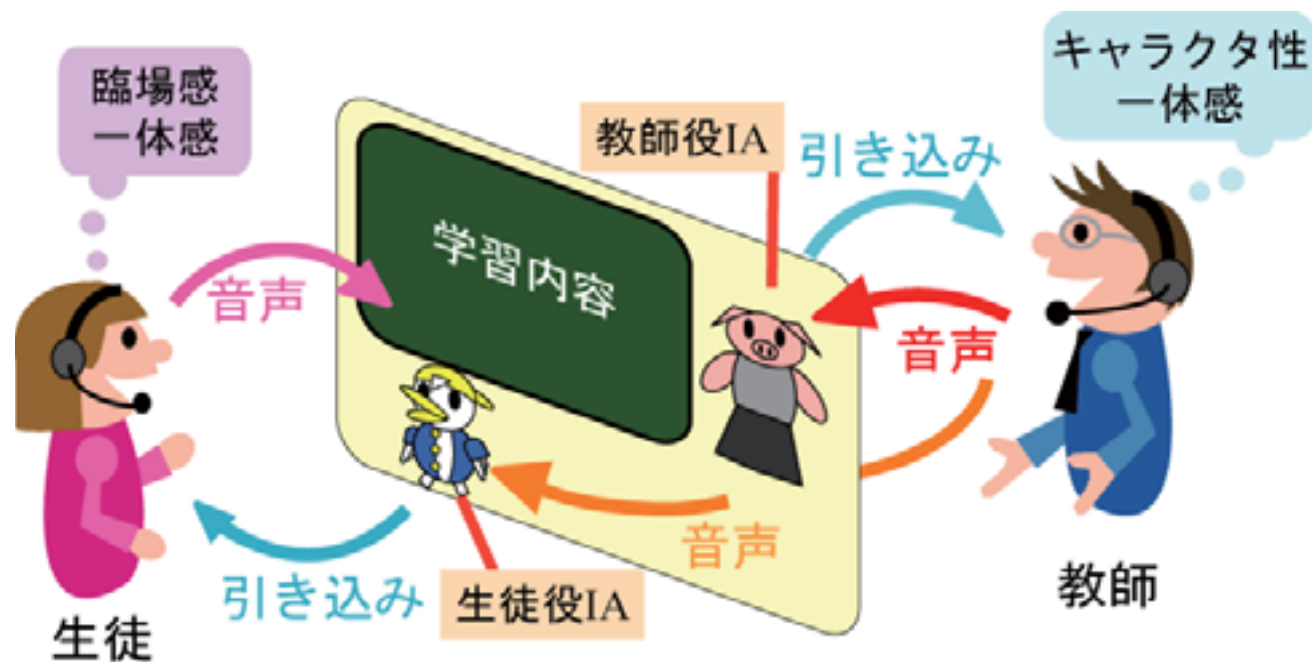 臨場感
一体感
キャラクタ性
一体感
教師役IA
引き込み
学習内容
音声
音声
音声
引き込み
生徒役IA
生徒
教師